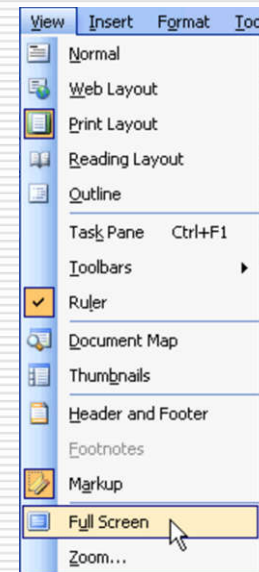 View Insert Format Too
Normal
Web Layout
Print Layout
Reading Layout
Outline
Task Pane Ctrl+F1
Toolbars
Ruler
Document Map
Thumbnails
Header and Footer
Footnotes
Markup
Full Screen
Zoom...